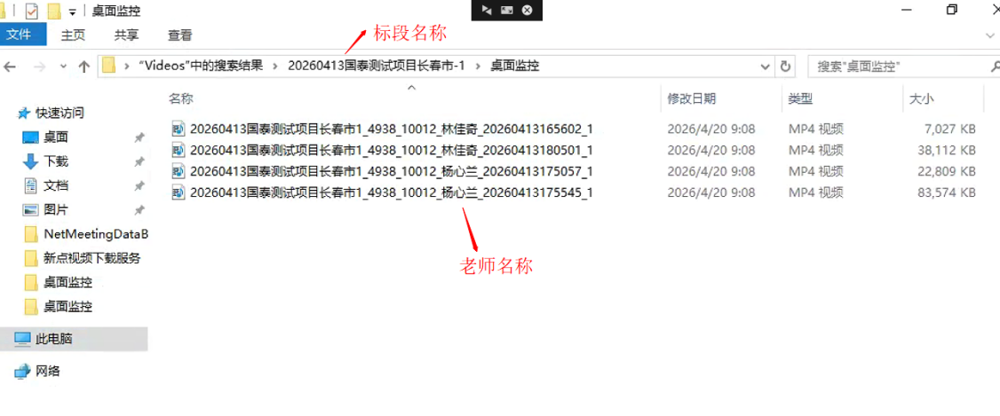 桌面监控
文件 主页 共享 查看
标段名称
"Videos"中的搜索结果 › 20260413国泰测试项目长春市-1 › 桌面监控
搜索"桌面监控"
名称 修改日期 类型 大小
快速访问
桌面
下载
文档
图片
NetMeetingDataB
新点视频下载服务
桌面监控
桌面监控
此电脑
网络
20260413国泰测试项目长春市1_4938_10012_林佳奇_20260413165602_1 2026/4/20 9:08 MP4 视频 7,027 KB
20260413国泰测试项目长春市1_4938_10012_林佳奇_20260413180501_1 2026/4/20 9:08 MP4 视频 38,112 KB
20260413国泰测试项目长春市1_4938_10012_杨心兰_20260413175057_1 2026/4/20 9:08 MP4 视频 22,809 KB
20260413国泰测试项目长春市1_4938_10012_杨心兰_20260413175545_1 2026/4/20 9:08 MP4 视频 83,574 KB
老师名称